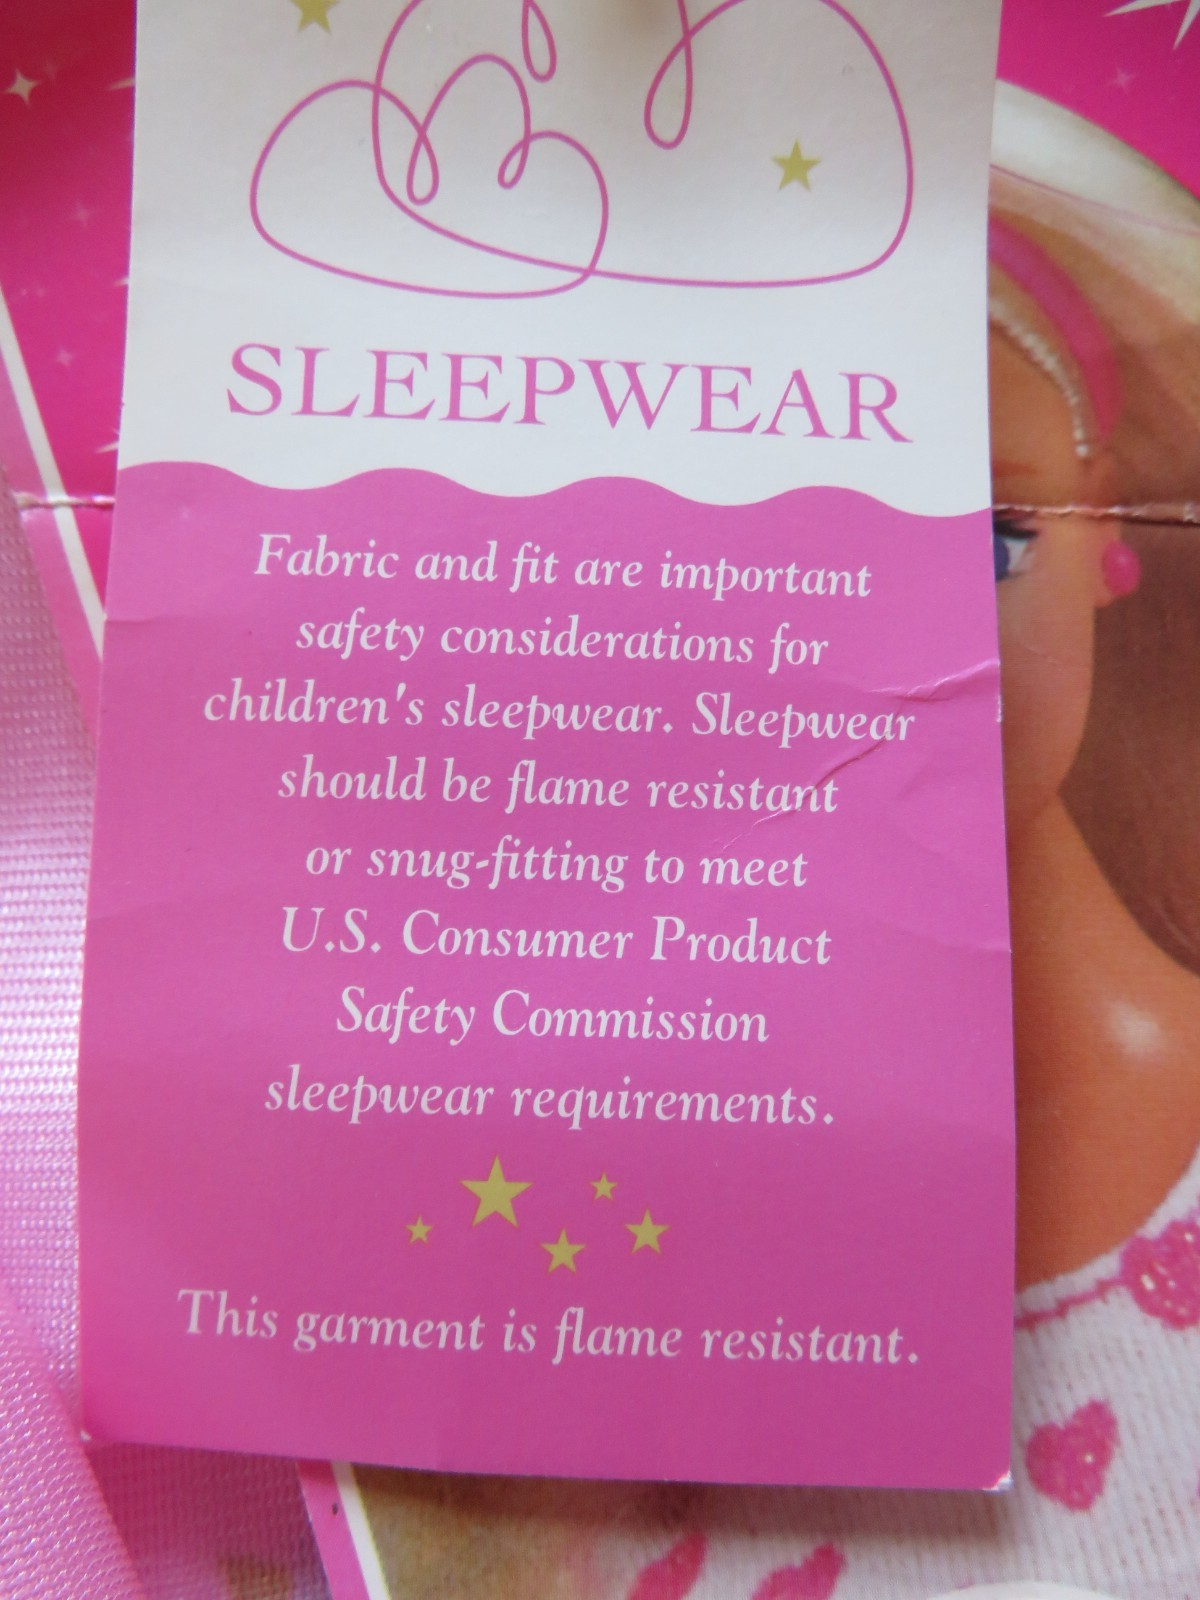 SLEEPWEAR
Fabric and fit are important
safety considerations for
children's sleepwear. Sleepwear
should be flame resistant
or snug-fitting to meet
U.S. Consumer Product
Safety Commission
sleepwear requirements.
This garment is flame resistant.